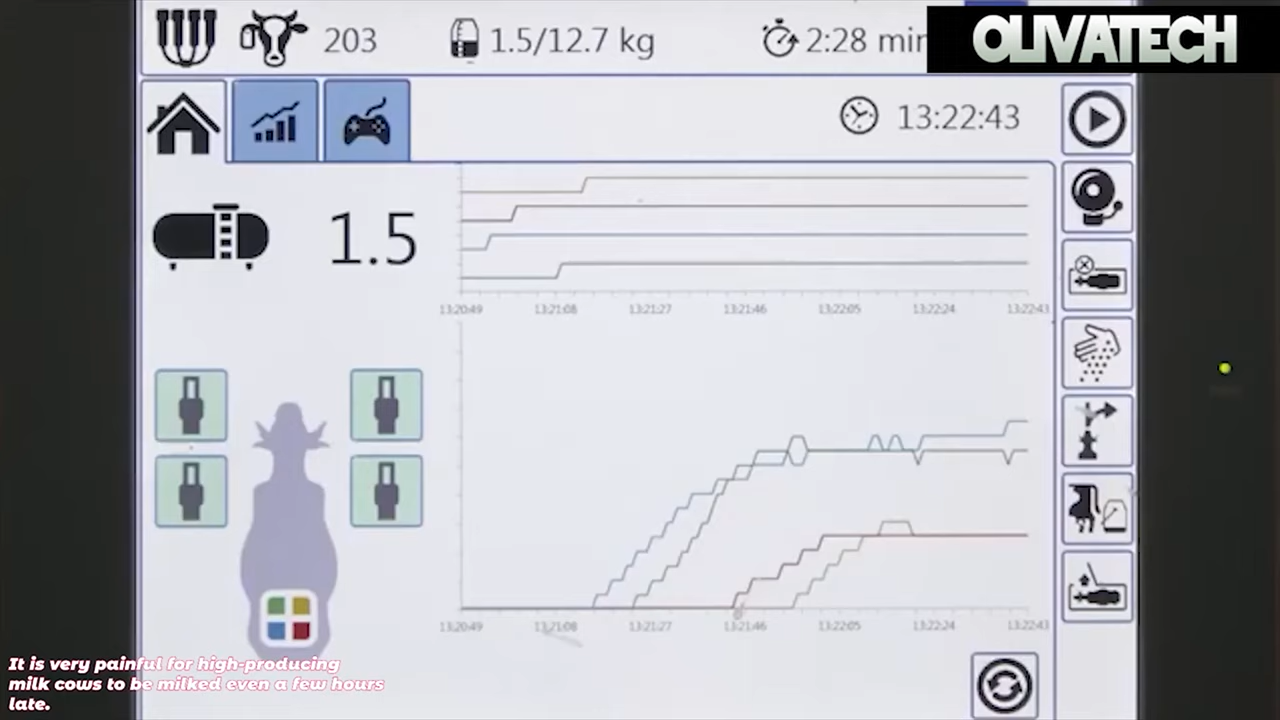 203
1.5/12.7 kg
2:28 min
OLIVATECH
13:22:43
1.5
13:20:49 13:21:08 13:21:27 13:21:46 13:22:05 13:22:24 13:22:43
13:20:49 13:21:08 13:21:27 13:21:46 13:22:05 13:22:24 13:22:43
It is very painful for high-producing
milk cows to be milked even a few hours
late.